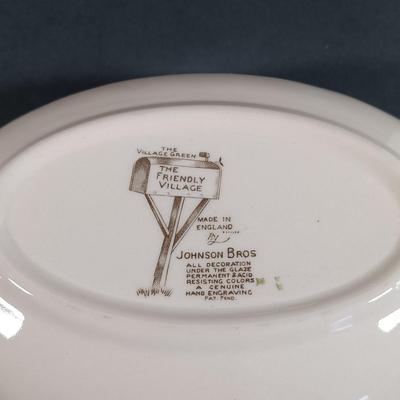 THE
VILLAGE GREEN
THE
FRIENDLY
VILLAGE
MADE IN
ENGLAND
By
JOHNSON BROS
ALL DECORATION
UNDER THE GLAZE
PERMANENT & ACID
RESISTING COLORS
A GENUINE
HAND ENGRAVING
PAT. PEND.